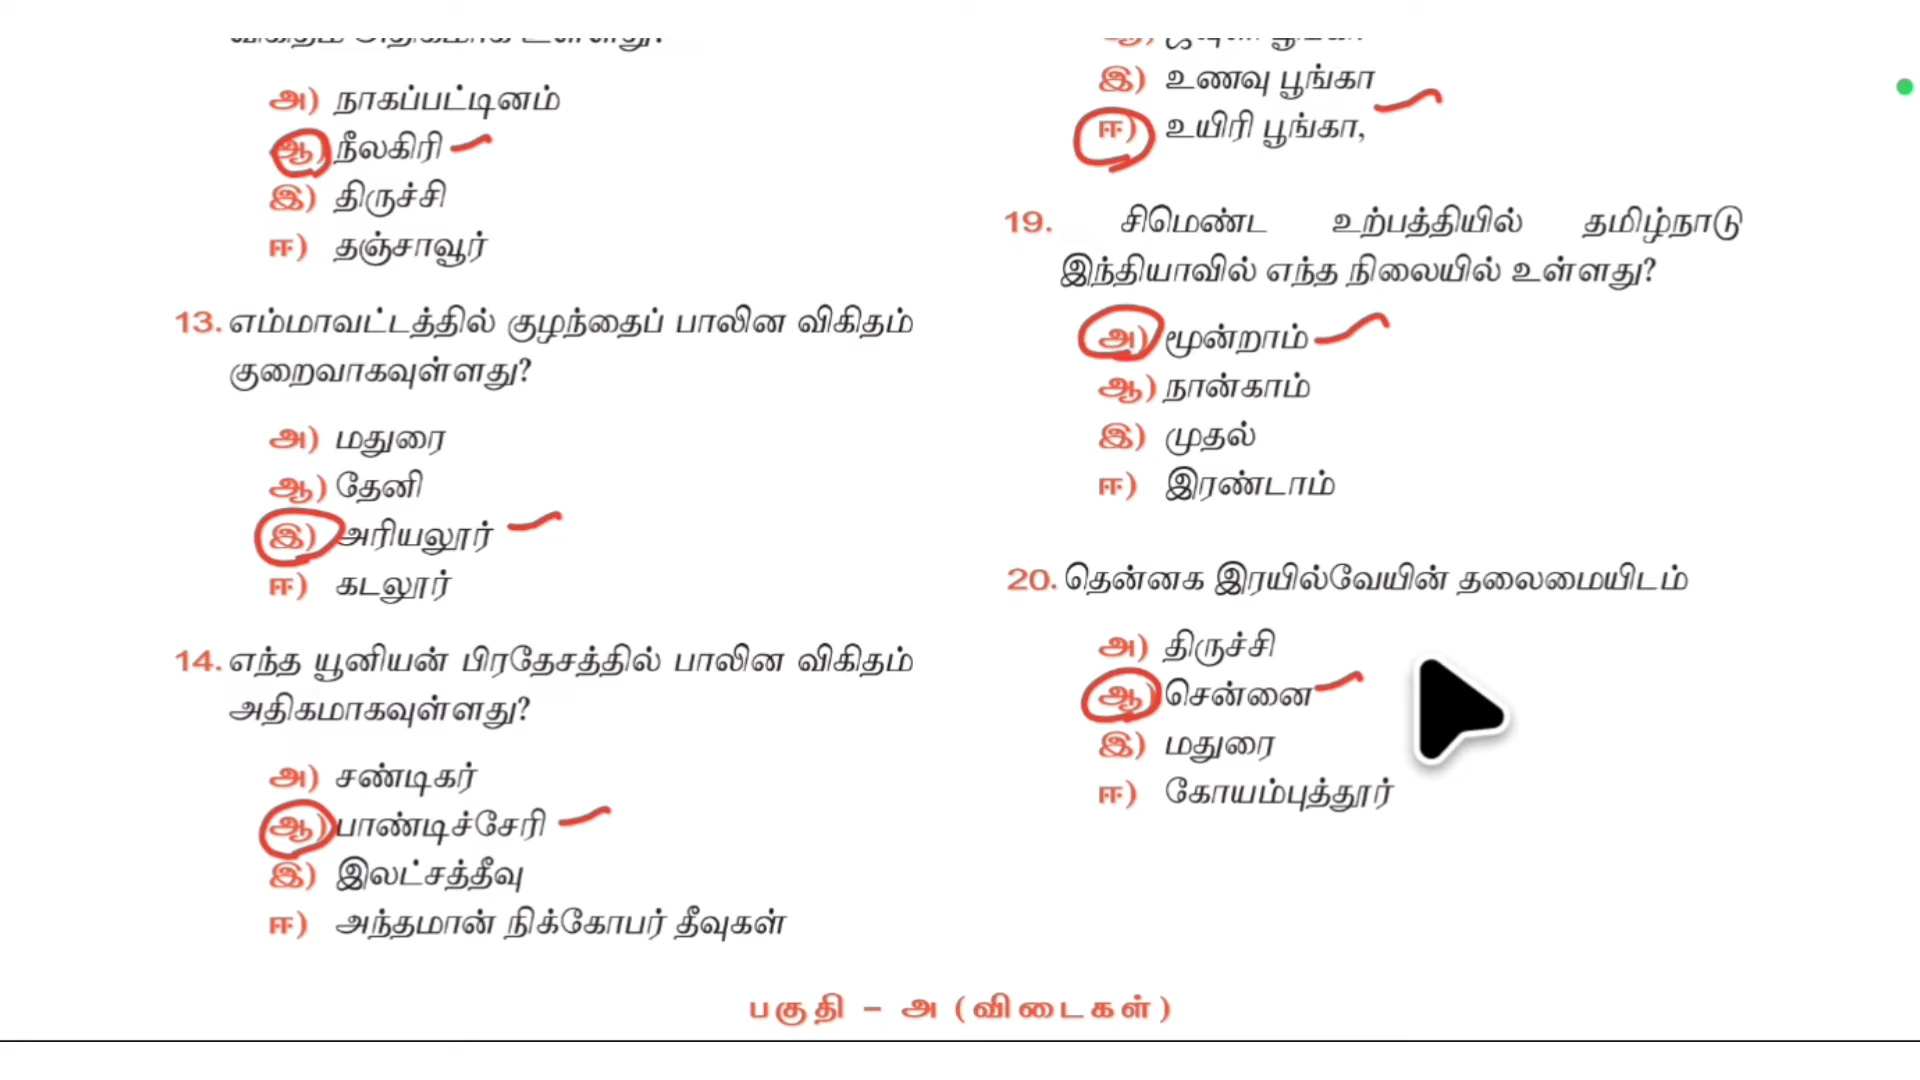 அ) நாகப்பட்டினம்
ஆ) நீலகிரி
இ) திருச்சி
ஈ) தஞ்சாவூர்
13. எம்மாவட்டத்தில் குழந்தைப் பாலின விகிதம்
குறைவாகவுள்ளது?
அ) மதுரை
ஆ) தேனி
இ) அரியலூர்
ஈ) கடலூர்
14. எந்த யூனியன் பிரதேசத்தில் பாலின விகிதம்
அதிகமாகவுள்ளது?
அ) சண்டிகர்
ஆ) பாண்டிச்சேரி
இ) இலட்சத்தீவு
ஈ) அந்தமான் நிக்கோபர் தீவுகள்
இ) உணவு பூங்கா
ஈ) உயிரி பூங்கா,
19. சிமெண்ட உற்பத்தியில் தமிழ்நாடு
இந்தியாவில் எந்த நிலையில் உள்ளது?
அ) மூன்றாம்
ஆ) நான்காம்
இ) முதல்
ஈ) இரண்டாம்
20. தென்னக இரயில்வேயின் தலைமையிடம்
அ) திருச்சி
ஆ) சென்னை
இ) மதுரை
ஈ) கோயம்புத்தூர்
பகுதி – அ (விடைகள்)